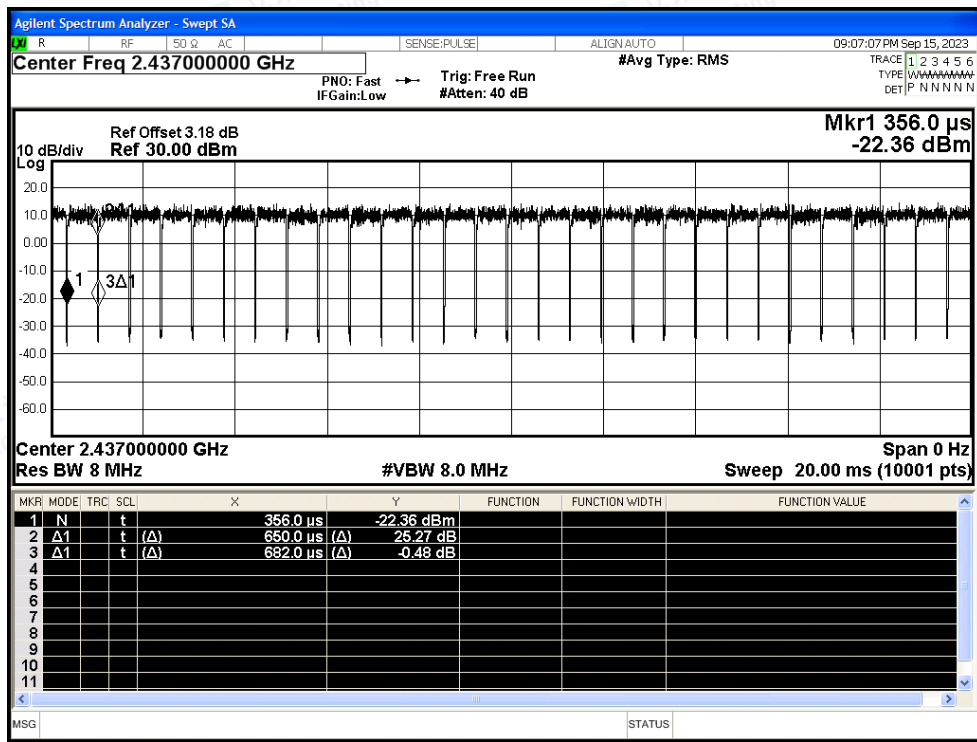 Agilent Spectrum Analyzer - Swept SA
LXI R RF 50 Ω AC SENSE:PULSE ALIGN AUTO 09:07:07 PM Sep 15, 2023
Center Freq 2.437000000 GHz
PNO: Fast
IFGain:Low
Trig: Free Run
#Atten: 40 dB
#Avg Type: RMS
TRACE 1 2 3 4 5 6
TYPE
DET P N N N N N
Mkr1 356.0 µs
-22.36 dBm
Ref Offset 3.18 dB
10 dB/div Ref 30.00 dBm
Log
20.0
10.0
0.00
-10.0
-20.0
-30.0
-40.0
-50.0
-60.0
1
3Δ1
Center 2.437000000 GHz Span 0 Hz
Res BW 8 MHz #VBW 8.0 MHz Sweep 20.00 ms (10001 pts)
MKR MODE TRC SCL X Y FUNCTION FUNCTION WIDTH FUNCTION VALUE
1 N t 356.0 µs -22.36 dBm
2 Δ1 t (Δ) 650.0 µs (Δ) 25.27 dB
3 Δ1 t (Δ) 682.0 µs (Δ) -0.48 dB
4
5
6
7
8
9
10
11
MSG STATUS